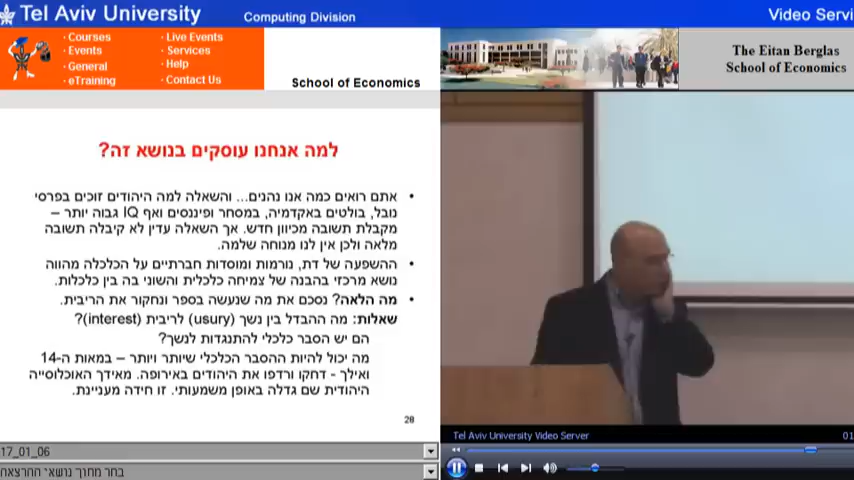 Tel Aviv University
Computing Division
Video Servi
· Courses
· Events
· General
· eTraining
· Live Events
· Services
· Help
· Contact Us
School of Economics
The Eitan Berglas
School of Economics
למה אנחנו עוסקים בנושא זה?
• אתם רואים כמה אנו נהנים... והשאלה למה היהודים זוכים בפרסי
נובל, בולטים באקדמיה, במסחר ופיננסים ואף IQ גבוה יותר –
מקבלת תשובה מכיוון חדש. אך השאלה עדין לא קיבלה תשובה
מלאה ולכן אין לנו מנוחה שלמה.
• ההשפעה של דת, נורמות ומוסדות חברתיים על הכלכלה מהווה
נושא מרכזי בהבנה של צמיחה כלכלית והשוני בה בין כלכלות.
• מה הלאה? נסכם את מה שנעשה בספר ונחקור את הריבית.
שאלות: מה ההבדל בין נשך (usury) לריבית (interest)?
הם יש הסבר כלכלי להתנגדות לנשך?
מה יכול להיות ההסבר הכלכלי שיותר ויותר – במאות ה-14
ואילך - דחקו ורדפו את היהודים באירופה. מאידך האוכלוסייה
היהודית שם גדלה באופן משמעותי. זו חידה מעניינת.
28
17_01_06
בחר מתוך נושאי ההרצאה
Tel Aviv University Video Server
01